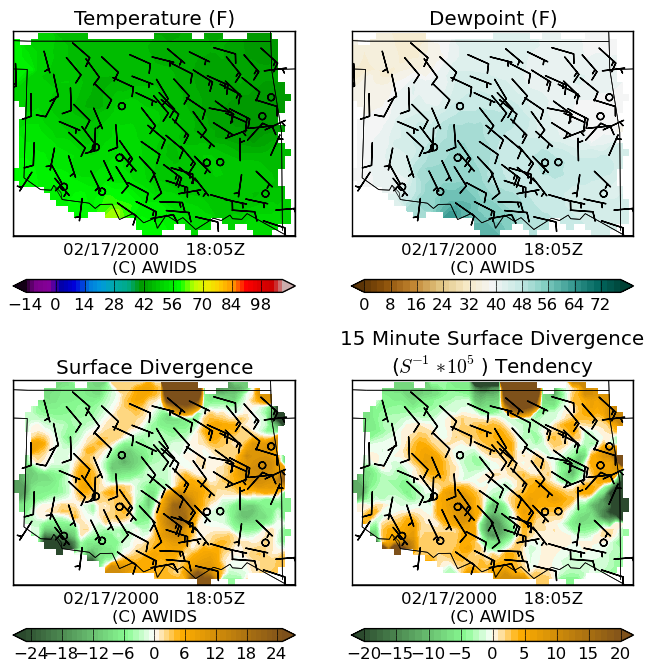 Temperature (F)
Dewpoint (F)
02/17/2000 18:05Z
(C) AWIDS
02/17/2000 18:05Z
(C) AWIDS
−14 0 14 28 42 56 70 84 98
0 8 16 24 32 40 48 56 64 72
Surface Divergence
15 Minute Surface Divergence
(S⁻¹ *10⁵ ) Tendency
02/17/2000 18:05Z
(C) AWIDS
02/17/2000 18:05Z
(C) AWIDS
−24 −18 −12 −6 0 6 12 18 24
−20 −15 −10 −5 0 5 10 15 20